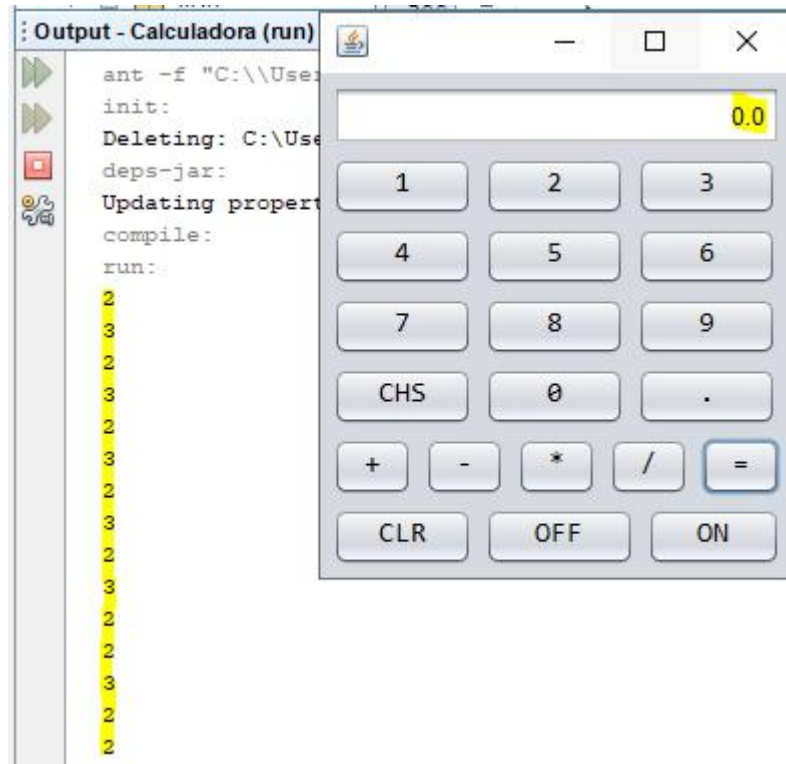 Output - Calculadora (run)
ant -f "C:\\User
init:
Deleting: C:\Use
deps-jar:
Updating propert
compile:
run:
2
3
2
3
2
3
2
3
2
3
2
2
3
2
2
0.0
1 2 3
4 5 6
7 8 9
CHS 0 .
+ - * / =
CLR OFF ON